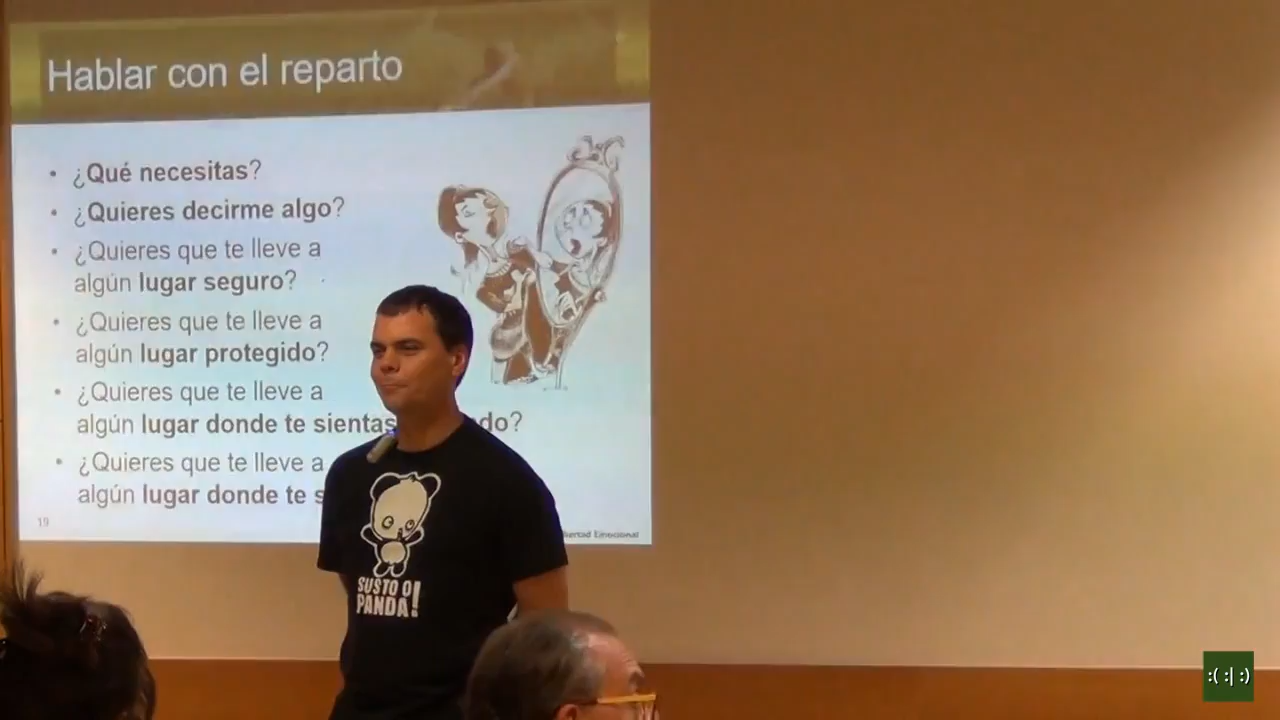 Hablar con el reparto
• ¿Qué necesitas?
• ¿Quieres decirme algo?
• ¿Quieres que te lleve a
algún lugar seguro?
• ¿Quieres que te lleve a
algún lugar protegido?
• ¿Quieres que te lleve a
algún lugar donde te sientas do?
• ¿Quieres que te lleve a
algún lugar donde te s
19
Emocional
SUSTO O
PANDA!
:( :| :)